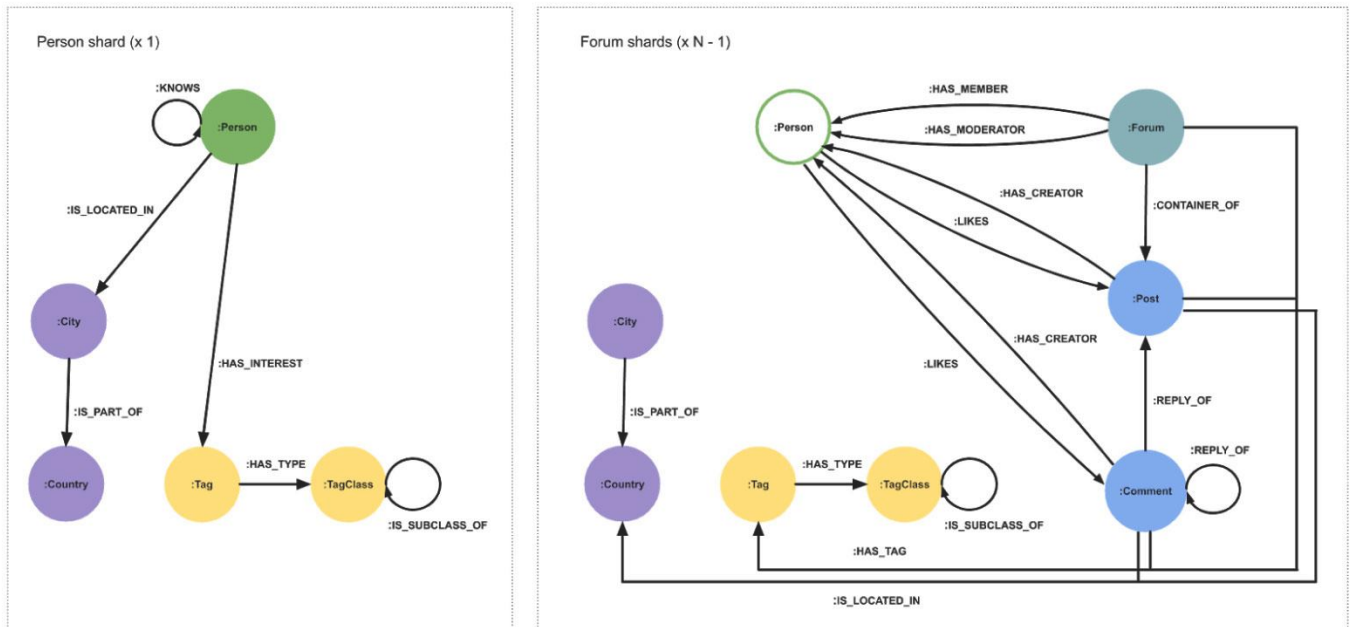 Person shard (x 1)
:KNOWS
:Person
:IS_LOCATED_IN
:City
:HAS_INTEREST
:IS_PART_OF
:HAS_TYPE
:Country
:Tag
:TagClass
:IS_SUBCLASS_OF
Forum shards (x N - 1)
:HAS_MEMBER
:Person
:HAS_MODERATOR
:Forum
:HAS_CREATOR
:CONTAINER_OF
:LIKES
:Post
:City
:HAS_CREATOR
:LIKES
:REPLY_OF
:IS_PART_OF
:REPLY_OF
:HAS_TYPE
:Country
:Tag
:TagClass
:Comment
:IS_SUBCLASS_OF
:HAS_TAG
:IS_LOCATED_IN